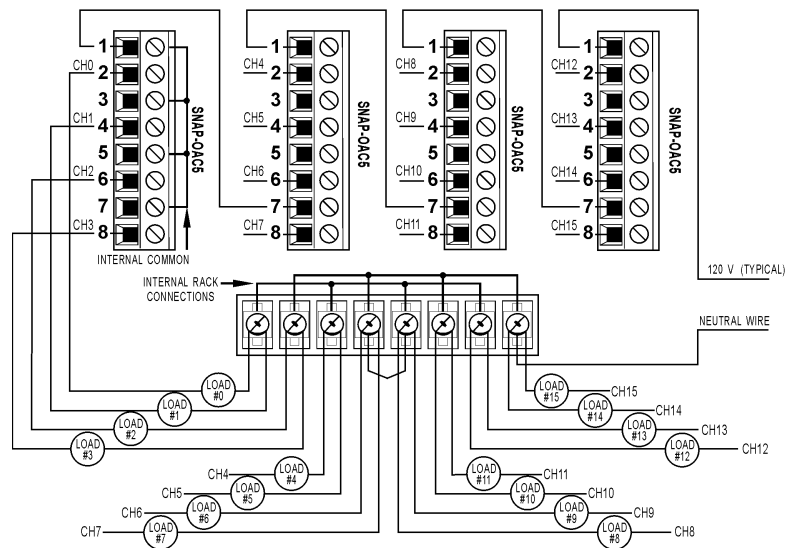 1
CH0 2
3
CH1 4
5
CH2 6
7
CH3 8
SNAP-OAC5
INTERNAL COMMON
1
CH4 2
3
CH5 4
5
CH6 6
7
CH7 8
SNAP-OAC5
1
CH8 2
3
CH9 4
5
CH10 6
7
CH11 8
SNAP-OAC5
1
CH12 2
3
CH13 4
5
CH14 6
7
CH15 8
SNAP-OAC5
120 V (TYPICAL)
INTERNAL RACK
CONNECTIONS
NEUTRAL WIRE
LOAD
#0
LOAD
#1
LOAD
#2
LOAD
#3
CH4 LOAD
#4
CH5 LOAD
#5
CH6 LOAD
#6
CH7 LOAD
#7
LOAD
#15
CH15
LOAD
#14
CH14
LOAD
#13
CH13
LOAD
#12
CH12
LOAD
#11
CH11
LOAD
#10
CH10
LOAD
#9
CH9
LOAD
#8
CH8